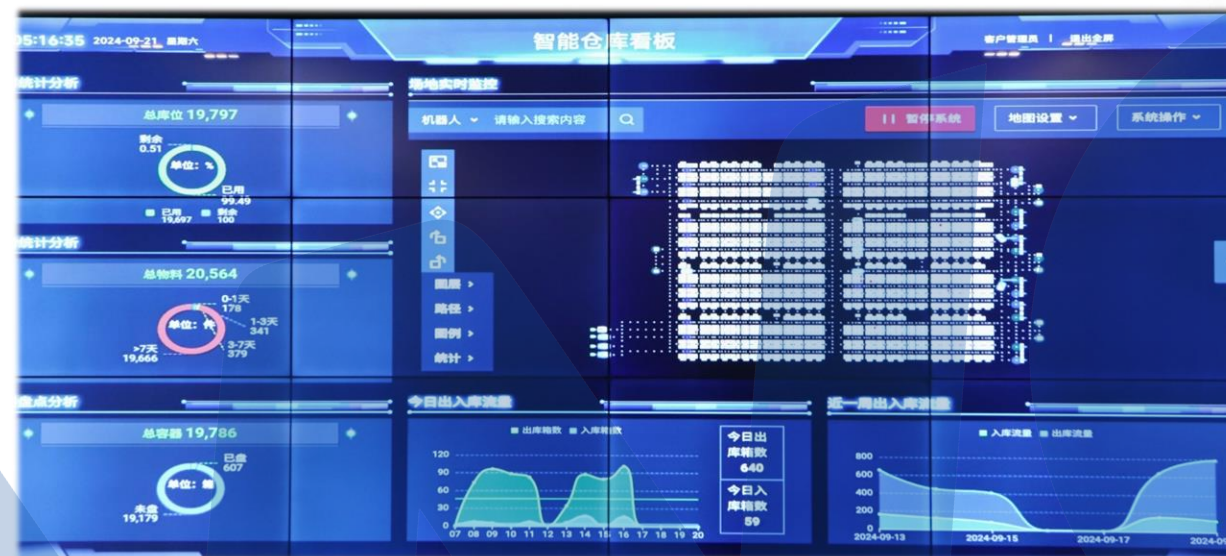 5:16:35 2024-09-21 星期六
智能仓库看板
客户管理员 | 退出全屏
统计分析
总库位 19,797
剩余
0.51
单位：%
已用
99.49
已用
19,697
剩余
100
统计分析
总物料 20,564
0-1天
178
1-3天
341
3-7天
379
单位：件
>7天
19,666
盘点分析
总容器 19,786
已盘
607
单位：箱
未盘
19,179
场地实时监控
机器人
请输入搜索内容
暂停系统
地图设置
系统操作
图层 >
路径 >
图例 >
统计 >
今日出入库流量
出库箱数 入库箱数
120
90
60
30
0
07 08 09 10 11 12 13 14 15 16 17 18 19 20
今日出
库箱数
640
今日入
库箱数
59
近一周出入库流量
入库流量 出库流量
800
600
400
200
0
2024-09-13 2024-09-15 2024-09-17 2024-09